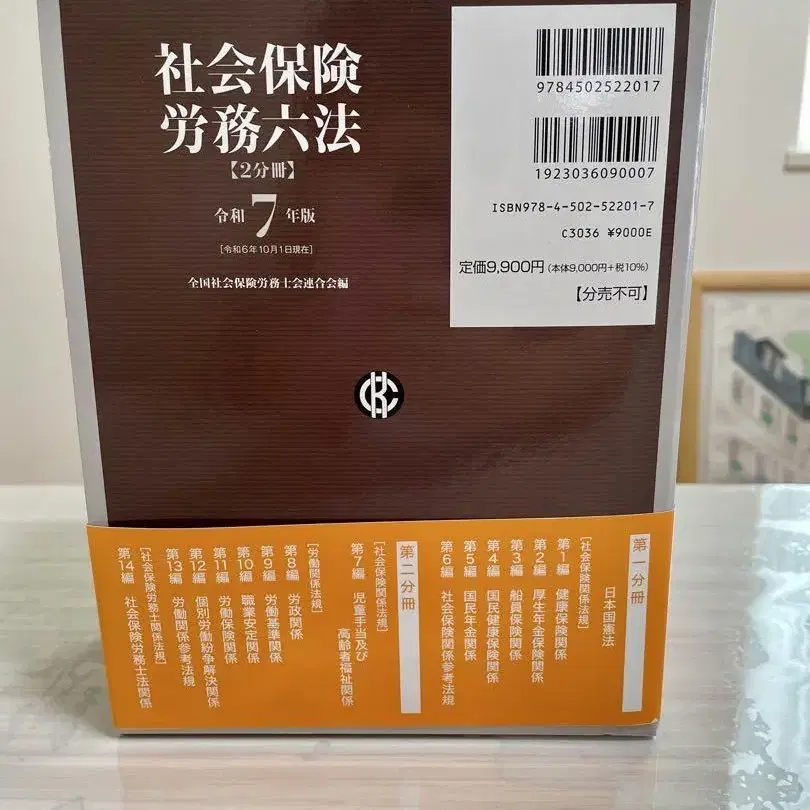 社会保険
労務六法
【2分冊】
令和7年版
[令和6年10月1日現在]
全国社会保険労務士会連合会編
9784502522017
1923036090007
ISBN978-4-502-52201-7
C3036 ¥9000E
定価9,900円(本体9,000円+税10%)
【分売不可】
第一分冊
日本国憲法
[社会保険関係法規]
第1編 健康保険関係
第2編 厚生年金保険関係
第3編 船員保険関係
第4編 国民健康保険関係
第5編 国民年金関係
第6編 社会保険関係参考法規
第二分冊
[社会保険関係法規]
第7編 児童手当及び
高齢者福祉関係
[労働関係法規]
第8編 労政関係
第9編 労働基準関係
第10編 職業安定関係
第11編 労働保険関係
第12編 個別労働紛争解決関係
第13編 労働関係参考法規
[社会保険労務士関係法規]
第14編 社会保険労務士法関係